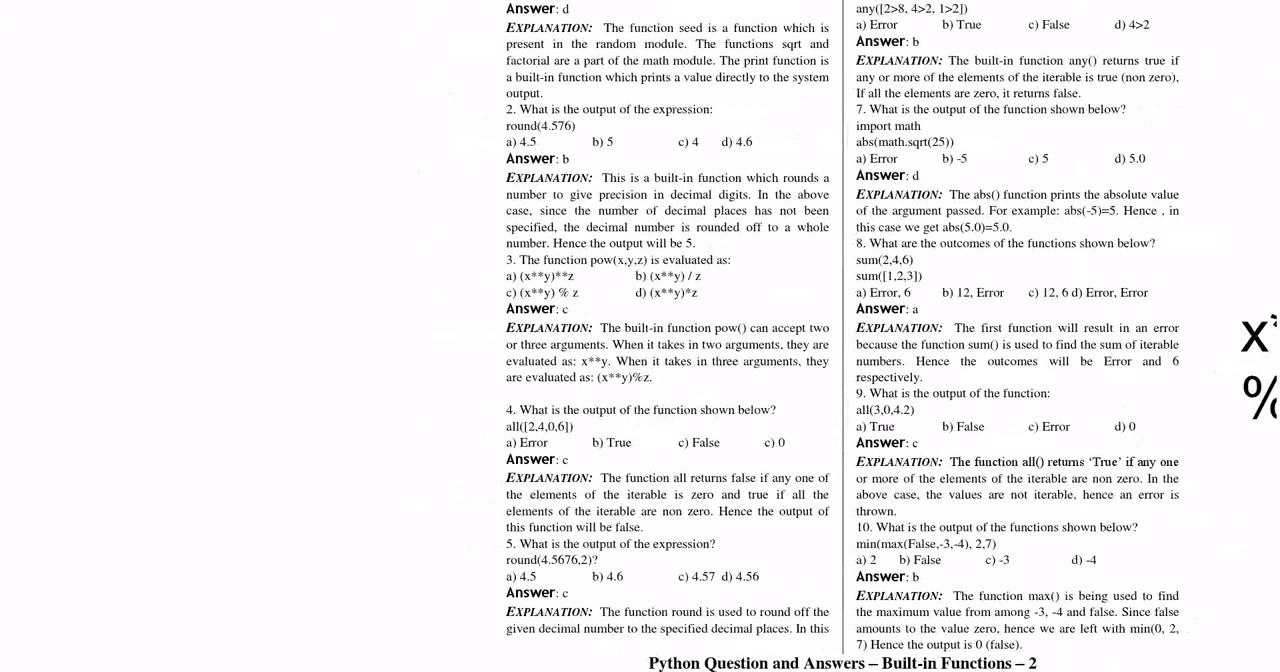 Answer: d
EXPLANATION: The function seed is a function which is
present in the random module. The functions sqrt and
factorial are a part of the math module. The print function is
a built-in function which prints a value directly to the system
output.
2. What is the output of the expression:
round(4.576)
a) 4.5 b) 5 c) 4 d) 4.6
Answer: b
EXPLANATION: This is a built-in function which rounds a
number to give precision in decimal digits. In the above
case, since the number of decimal places has not been
specified, the decimal number is rounded off to a whole
number. Hence the output will be 5.
3. The function pow(x,y,z) is evaluated as:
a) (x**y)**z b) (x**y) / z
c) (x**y) % z d) (x**y)*z
Answer: c
EXPLANATION: The built-in function pow() can accept two
or three arguments. When it takes in two arguments, they are
evaluated as: x**y. When it takes in three arguments, they
are evaluated as: (x**y)%z.
4. What is the output of the function shown below?
all([2,4,0,6])
a) Error b) True c) False c) 0
Answer: c
EXPLANATION: The function all returns false if any one of
the elements of the iterable is zero and true if all the
elements of the iterable are non zero. Hence the output of
this function will be false.
5. What is the output of the expression?
round(4.5676,2)?
a) 4.5 b) 4.6 c) 4.57 d) 4.56
Answer: c
EXPLANATION: The function round is used to round off the
given decimal number to the specified decimal places. In this
any([2>8, 4>2, 1>2])
a) Error b) True c) False d) 4>2
Answer: b
EXPLANATION: The built-in function any() returns true if
any or more of the elements of the iterable is true (non zero),
If all the elements are zero, it returns false.
7. What is the output of the function shown below?
import math
abs(math.sqrt(25))
a) Error b) -5 c) 5 d) 5.0
Answer: d
EXPLANATION: The abs() function prints the absolute value
of the argument passed. For example: abs(-5)=5. Hence , in
this case we get abs(5.0)=5.0.
8. What are the outcomes of the functions shown below?
sum(2,4,6)
sum([1,2,3])
a) Error, 6 b) 12, Error c) 12, 6 d) Error, Error
Answer: a
EXPLANATION: The first function will result in an error
because the function sum() is used to find the sum of iterable
numbers. Hence the outcomes will be Error and 6
respectively.
9. What is the output of the function:
all(3,0,4.2)
a) True b) False c) Error d) 0
Answer: c
EXPLANATION: The function all() returns ‘True’ if any one
or more of the elements of the iterable are non zero. In the
above case, the values are not iterable, hence an error is
thrown.
10. What is the output of the functions shown below?
min(max(False,-3,-4), 2,7)
a) 2 b) False c) -3 d) -4
Answer: b
EXPLANATION: The function max() is being used to find
the maximum value from among -3, -4 and false. Since false
amounts to the value zero, hence we are left with min(0, 2,
7) Hence the output is 0 (false).
Python Question and Answers – Built-in Functions – 2
x*
%